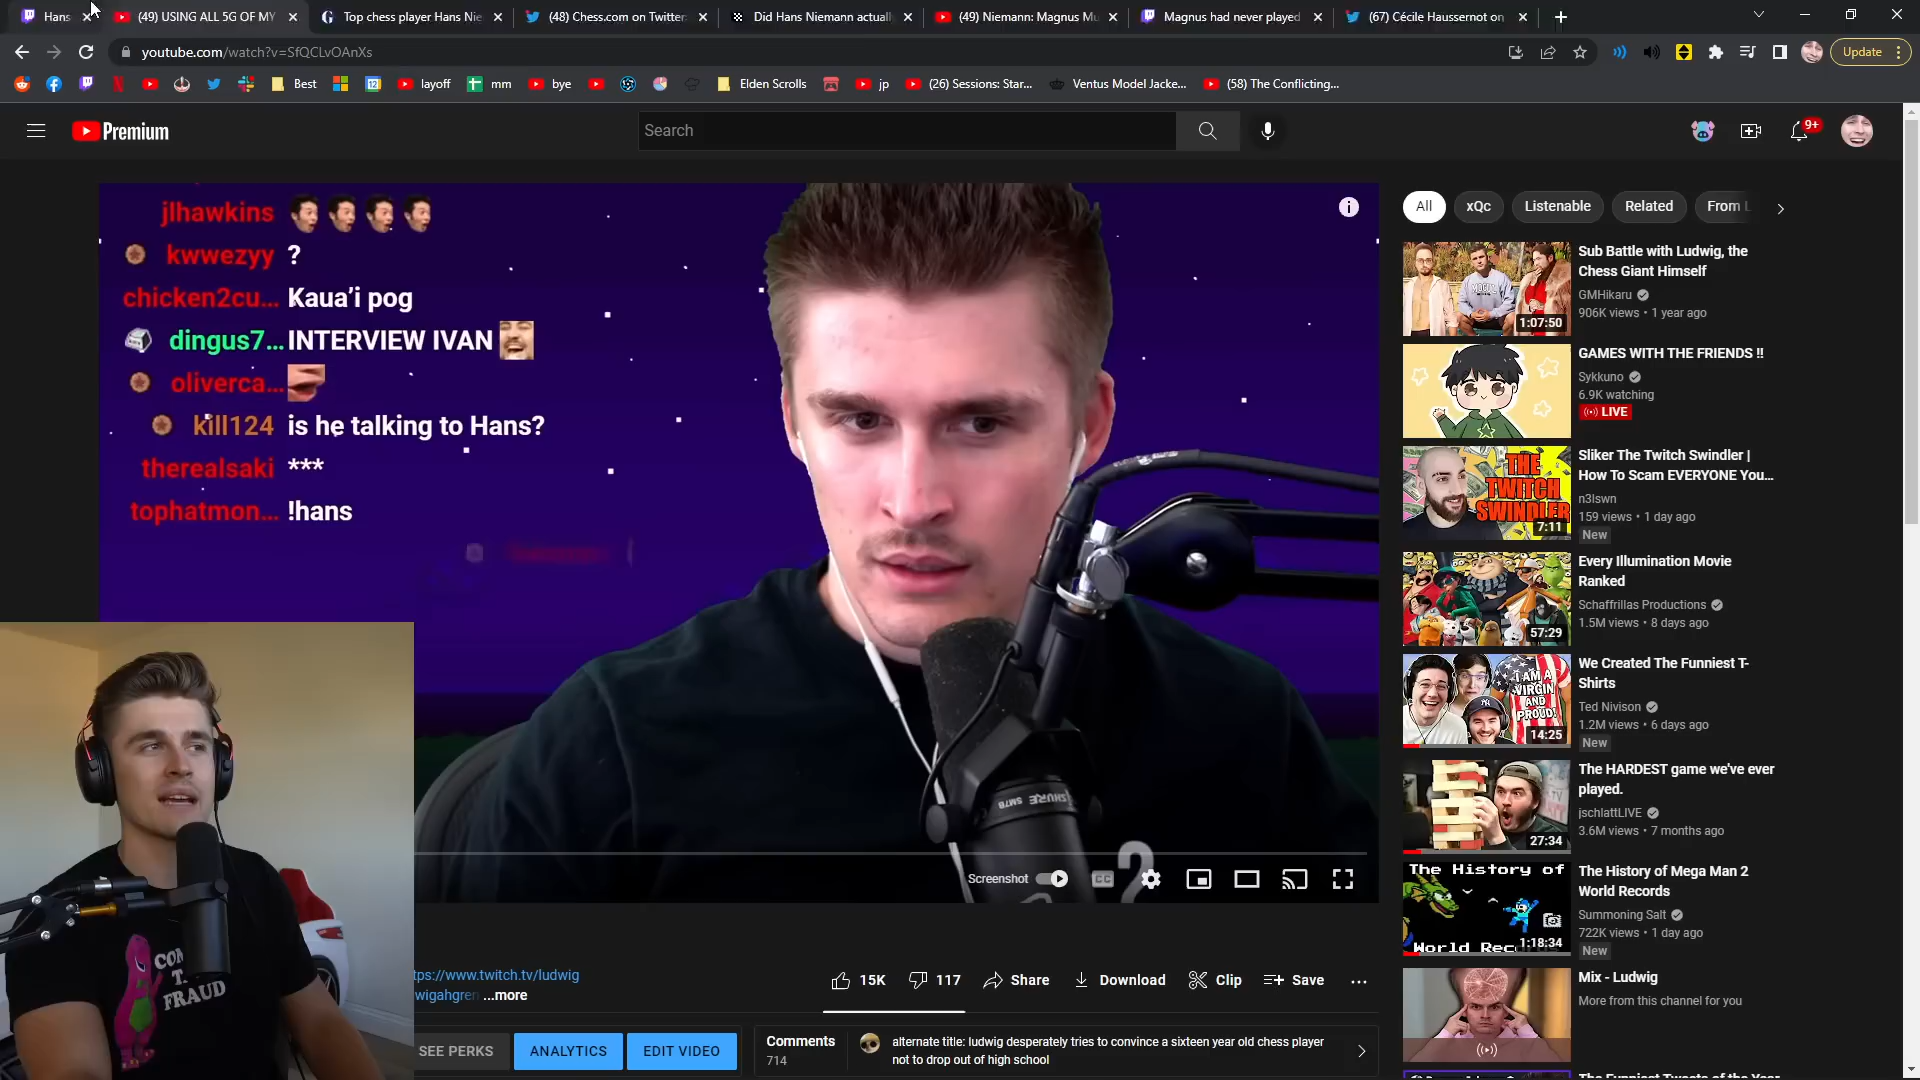 Hans
(49) USING ALL 5G OF MY
Top chess player Hans Nie
(48) Chess.com on Twitter:
Did Hans Niemann actuall
(49) Niemann: Magnus Mu
Magnus had never played
(67) Cécile Haussernot on
youtube.com/watch?v=SfQCLvOAnXs
Update
Best
layoff
mm
bye
Elden Scrolls
jp
(26) Sessions: Star...
Ventus Model Jacke...
(58) The Conflicting...
Premium
Search
9+
jlhawkins
kwwezyy ?
chicken2cu... Kaua'i pog
dingus7... INTERVIEW IVAN
oliverca...
kill124 is he talking to Hans?
therealsaki ***
tophatmon... !hans
SHURE SM7B
Screenshot
CC
tps://www.twitch.tv/ludwig
wigahgren ...more
15K
117
Share
Download
Clip
Save
SEE PERKS
ANALYTICS
EDIT VIDEO
Comments
714
alternate title: ludwig desperately tries to convince a sixteen year old chess player
not to drop out of high school
FRAUD
All
xQc
Listenable
Related
From L
Sub Battle with Ludwig, the
Chess Giant Himself
GMHikaru
906K views • 1 year ago
1:07:50
GAMES WITH THE FRIENDS !!
Sykkuno
6.9K watching
LIVE
Sliker The Twitch Swindler |
How To Scam EVERYONE You...
n3lswn
159 views • 1 day ago
New
THE
TWITCH
SWINDLER
7:11
Every Illumination Movie
Ranked
Schaffrillas Productions
1.5M views • 8 days ago
57:29
We Created The Funniest T-
Shirts
Ted Nivison
1.2M views • 6 days ago
New
I AM A
VIRGIN
AND
PROUD!
14:25
The HARDEST game we've ever
played.
jschlattLIVE
3.6M views • 7 months ago
27:34
The History of Mega Man 2
World Records
Summoning Salt
722K views • 1 day ago
New
The History of
World Rec
1:18:34
Mix - Ludwig
More from this channel for you